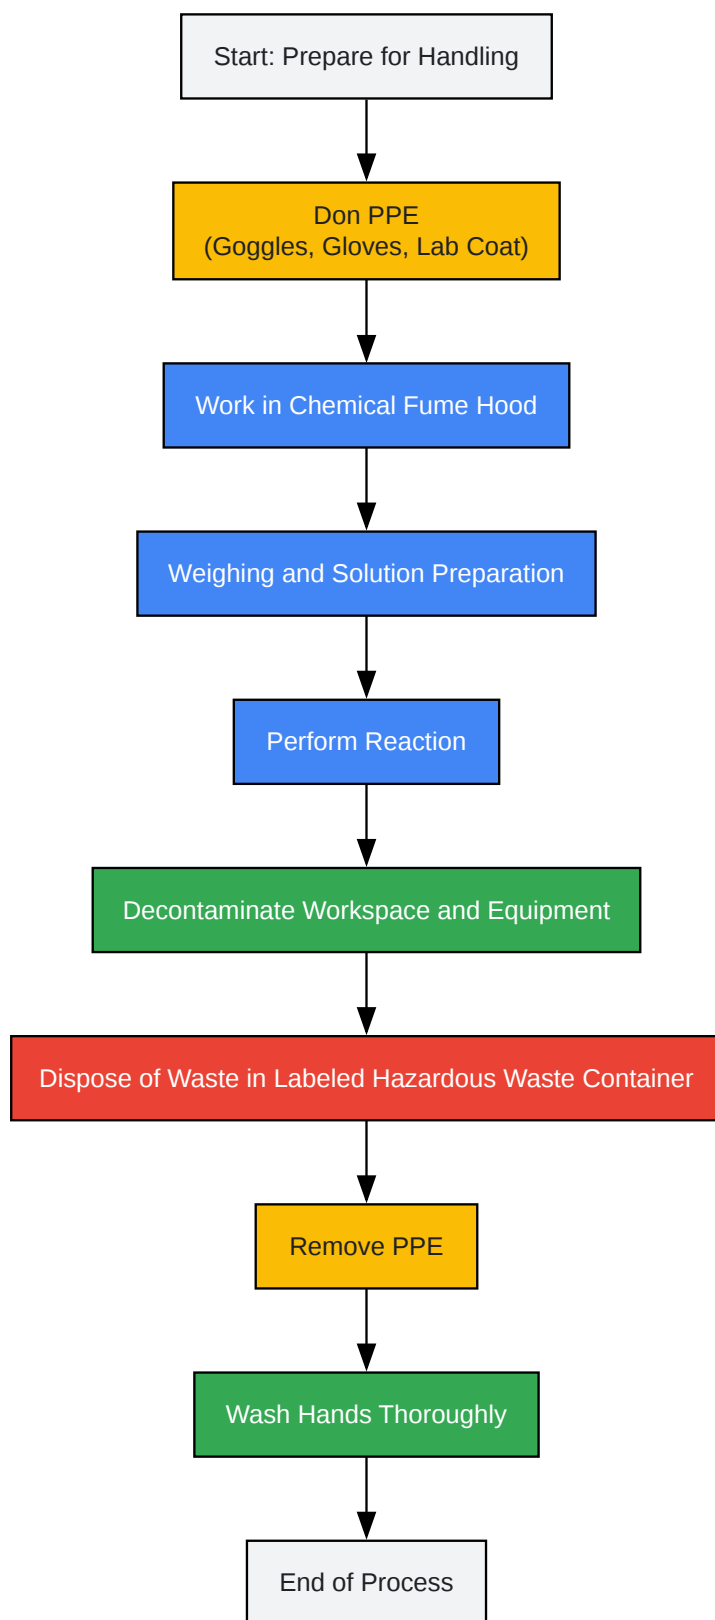 Start: Prepare for Handling
Don PPE
(Goggles, Gloves, Lab Coat)
Work in Chemical Fume Hood
Weighing and Solution Preparation
Perform Reaction
Decontaminate Workspace and Equipment
Dispose of Waste in Labeled Hazardous Waste Container
Remove PPE
Wash Hands Thoroughly
End of Process